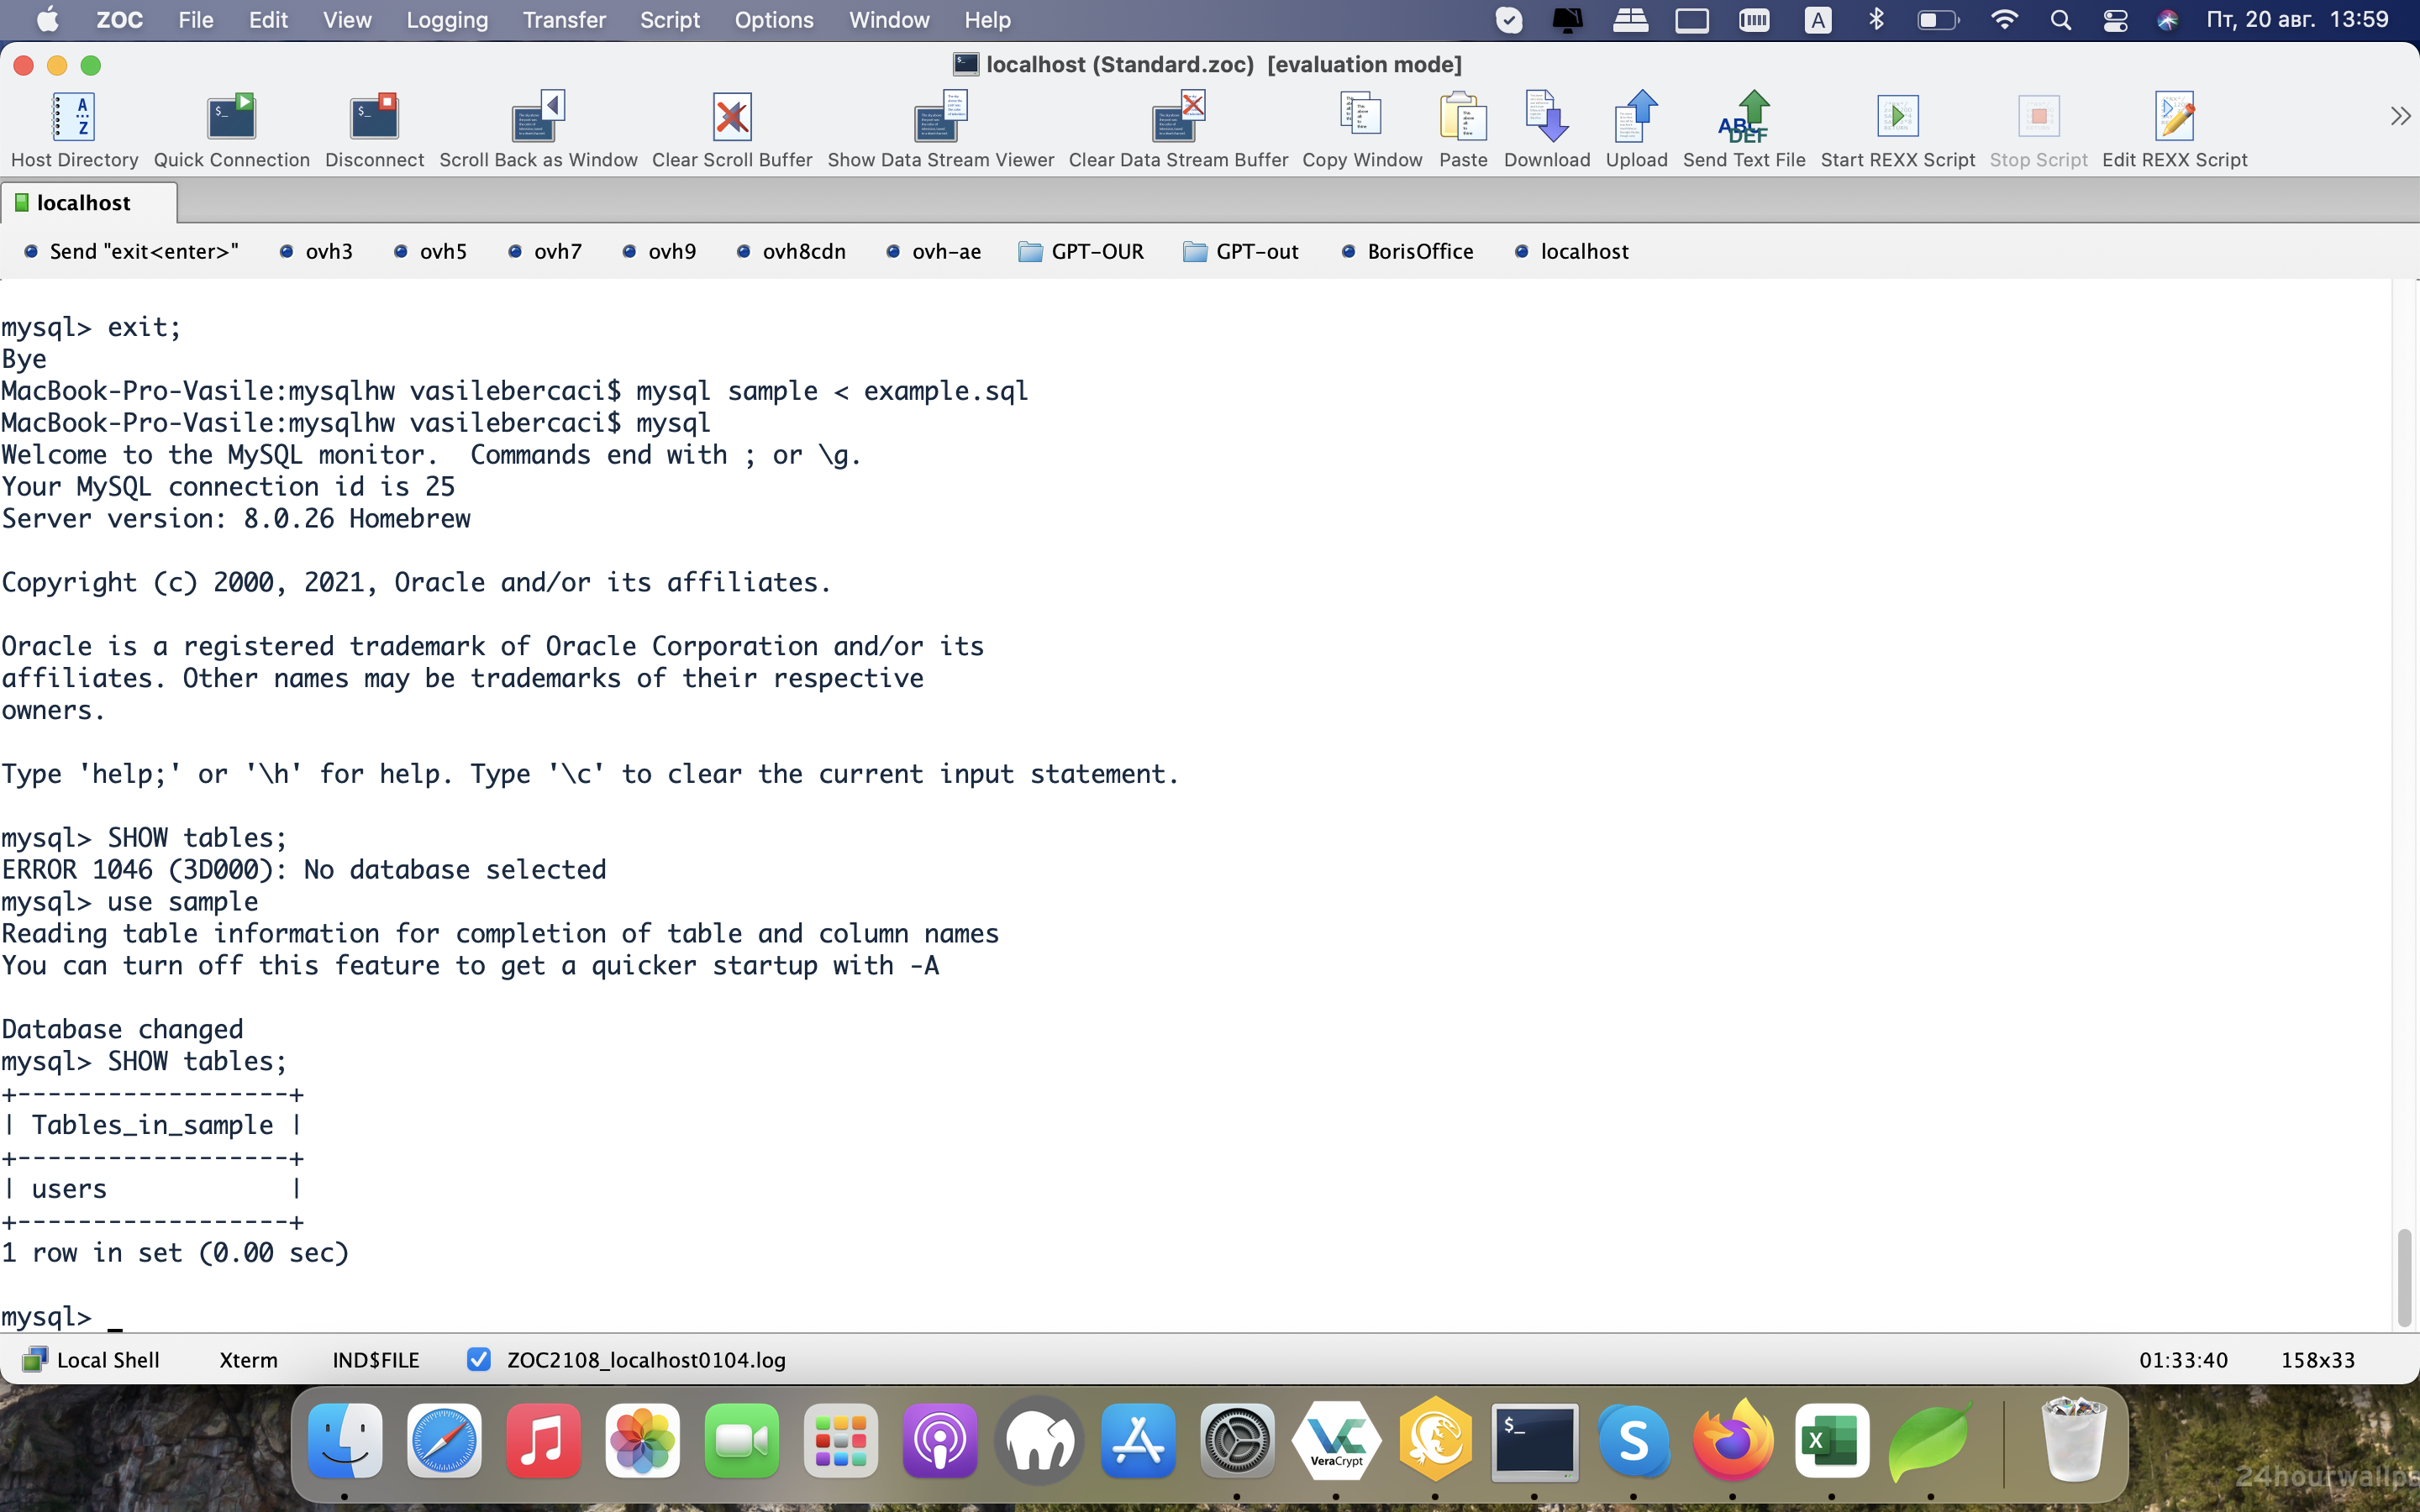 ZOC File Edit View Logging Transfer Script Options Window Help A Пт, 20 авг. 13:59
localhost (Standard.zoc) [evaluation mode]
Host Directory Quick Connection Disconnect Scroll Back as Window Clear Scroll Buffer Show Data Stream Viewer Clear Data Stream Buffer Copy Window Paste Download Upload Send Text File Start REXX Script Stop Script Edit REXX Script
localhost
Send "exit<enter>" ovh3 ovh5 ovh7 ovh9 ovh8cdn ovh-ae GPT-OUR GPT-out BorisOffice localhost
mysql> exit;
Bye
MacBook-Pro-Vasile:mysqlhw vasilebercaci$ mysql sample < example.sql
MacBook-Pro-Vasile:mysqlhw vasilebercaci$ mysql
Welcome to the MySQL monitor.  Commands end with ; or \g.
Your MySQL connection id is 25
Server version: 8.0.26 Homebrew
Copyright (c) 2000, 2021, Oracle and/or its affiliates.
Oracle is a registered trademark of Oracle Corporation and/or its
affiliates. Other names may be trademarks of their respective
owners.
Type 'help;' or '\h' for help. Type '\c' to clear the current input statement.
mysql> SHOW tables;
ERROR 1046 (3D000): No database selected
mysql> use sample
Reading table information for completion of table and column names
You can turn off this feature to get a quicker startup with -A
Database changed
mysql> SHOW tables;
+------------------+
| Tables_in_sample |
+------------------+
| users            |
+------------------+
1 row in set (0.00 sec)
mysql> _
Local Shell Xterm IND$FILE ZOC2108_localhost0104.log 01:33:40 158x33
VeraCrypt
24hourwallp